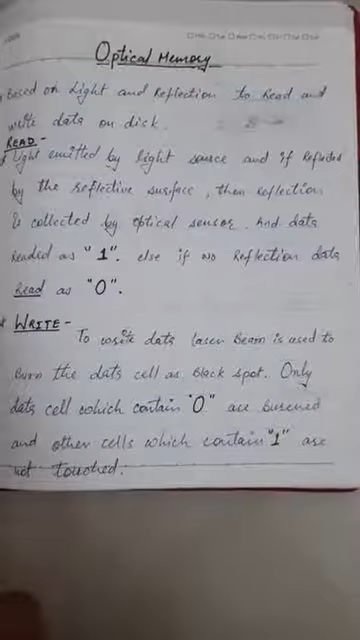 Optical Memory
Based on Light and Reflection to Read and
write data on disk.
READ -
Light emitted by light source and if Reflected
by the reflective surface, then reflection
is collected by optical sensor. And data
readed as "1". else if no Reflection data
Read as "0".
WRITE -
To write data laser Beam is used to
Burn the data cell as black spot. Only
data cell which contain "0" are burened
and other cells which contain "1" are
not touched.